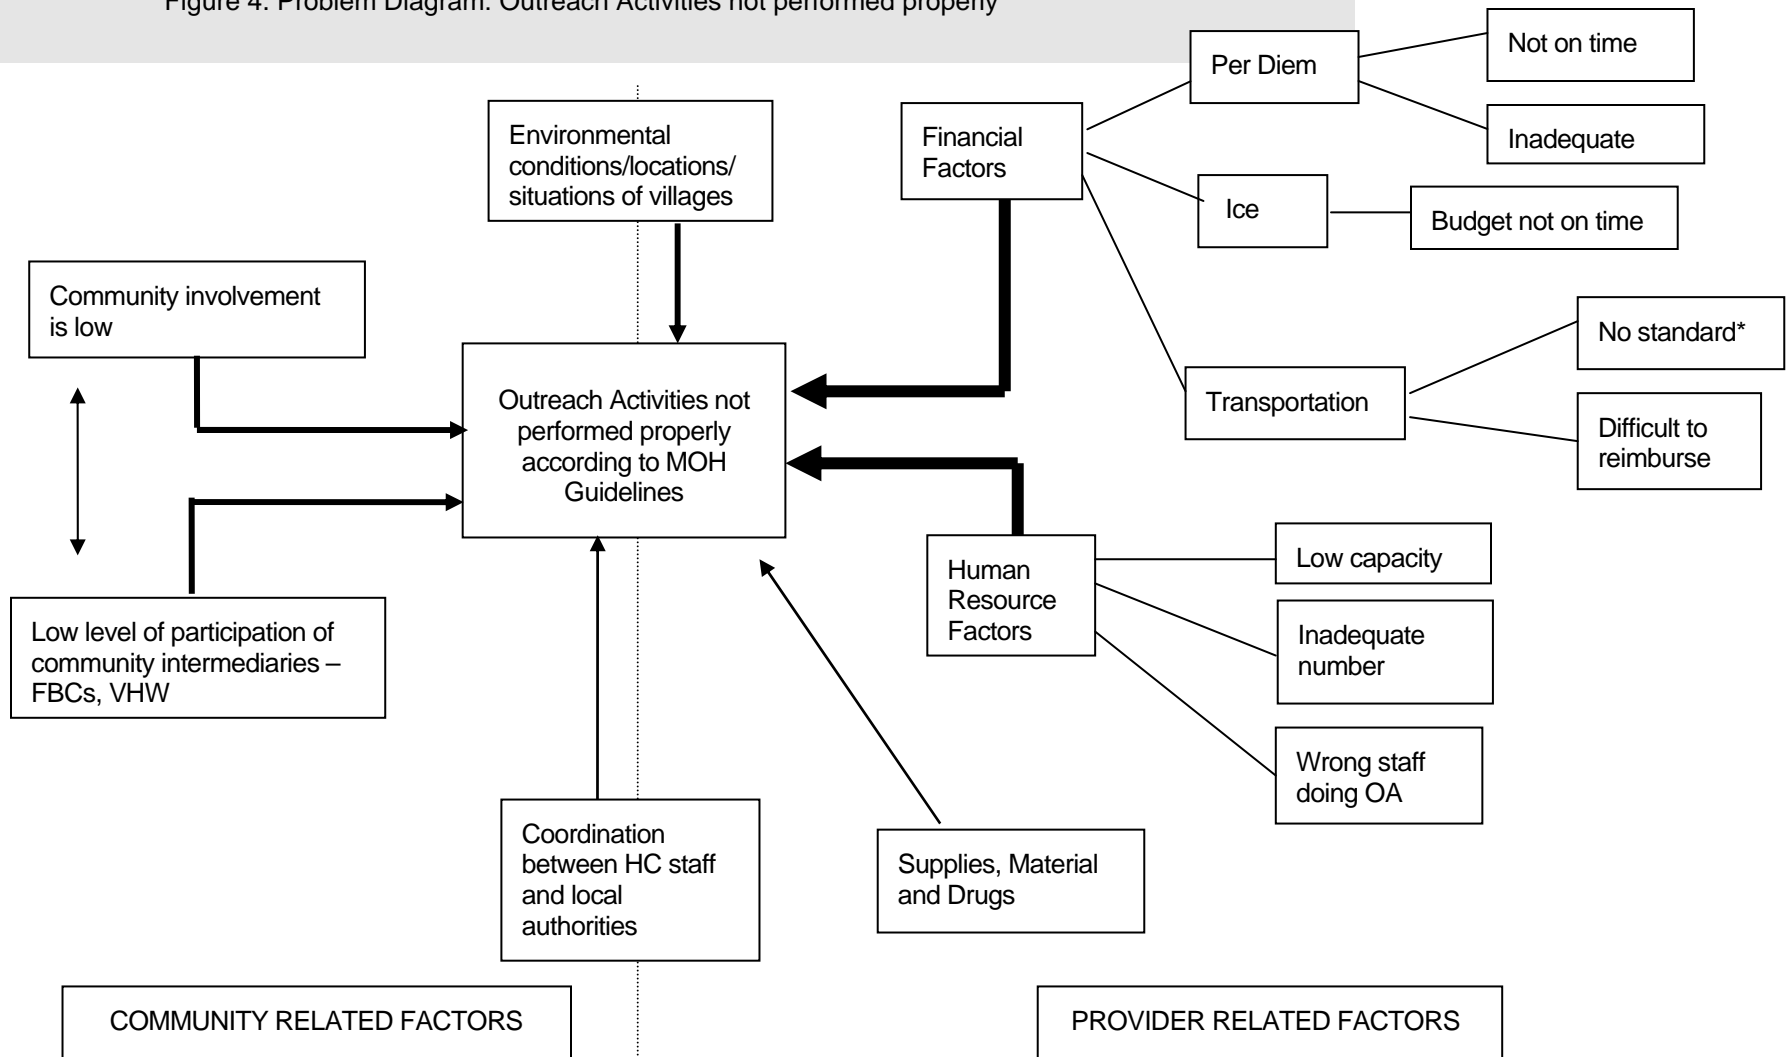 Figure 4. Problem Diagram: Outreach Activities not performed properly
Per Diem
Not on time
Inadequate
Environmental
conditions/locations/
situations of villages
Financial
Factors
Ice
Budget not on time
Community involvement
is low
No standard*
Transportation
Difficult to
reimburse
Outreach Activities not
performed properly
according to MOH
Guidelines
Human
Resource
Factors
Low capacity
Inadequate
number
Wrong staff
doing OA
Low level of participation of
community intermediaries –
FBCs, VHW
Coordination
between HC staff
and local
authorities
Supplies, Material
and Drugs
COMMUNITY RELATED FACTORS
PROVIDER RELATED FACTORS